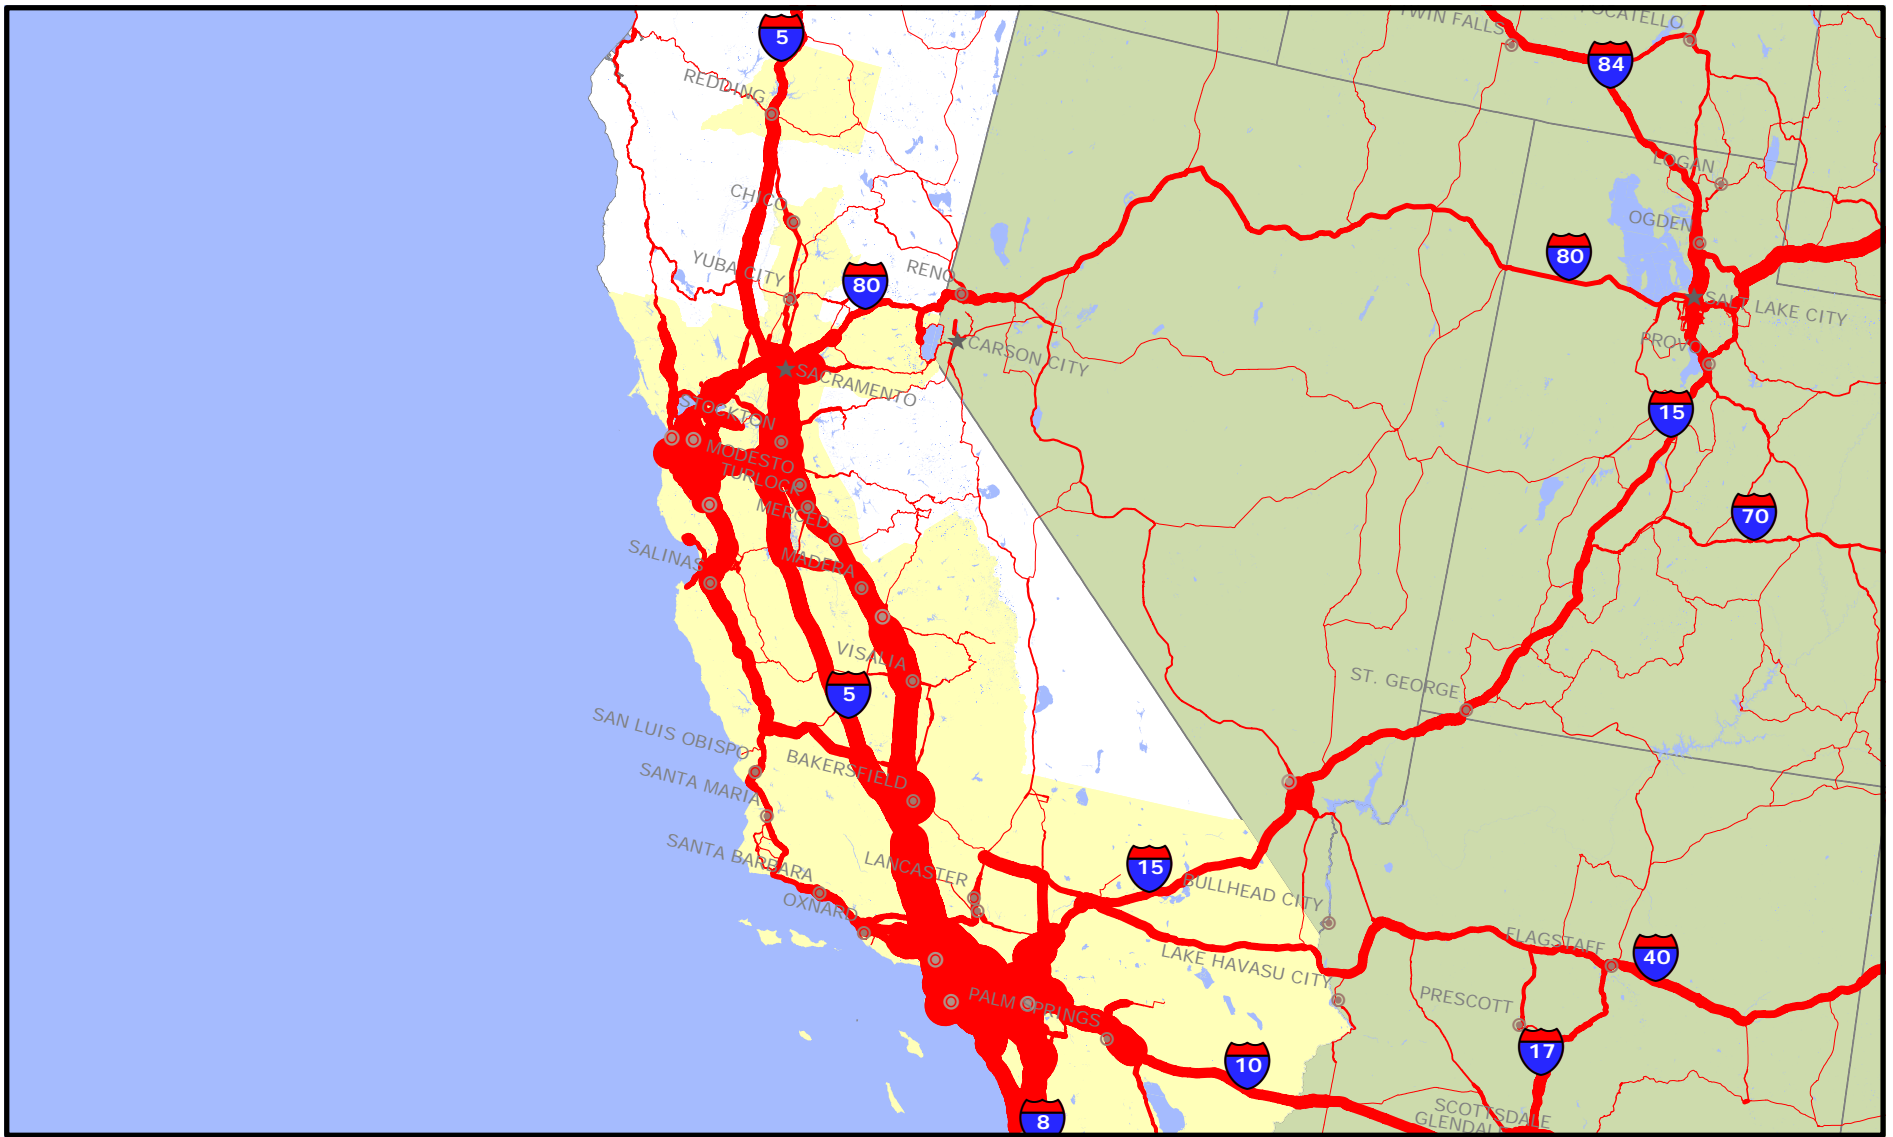 TWIN FALLS
POCATELLO
5
84
REDDING
LOGAN
CHICO
OGDEN
YUBA CITY
80
RENO
80
SALT LAKE CITY
CARSON CITY
PROVO
SACRAMENTO
STOCKTON
15
MODESTO
TURLOCK
MERCED
70
SALINAS
MADERA
VISALIA
5
ST. GEORGE
SAN LUIS OBISPO
BAKERSFIELD
SANTA MARIA
SANTA BARBARA
LANCASTER
15
BULLHEAD CITY
OXNARD
FLAGSTAFF
40
LAKE HAVASU CITY
PALM SPRINGS
PRESCOTT
17
10
8
SCOTTSDALE
GLENDALE